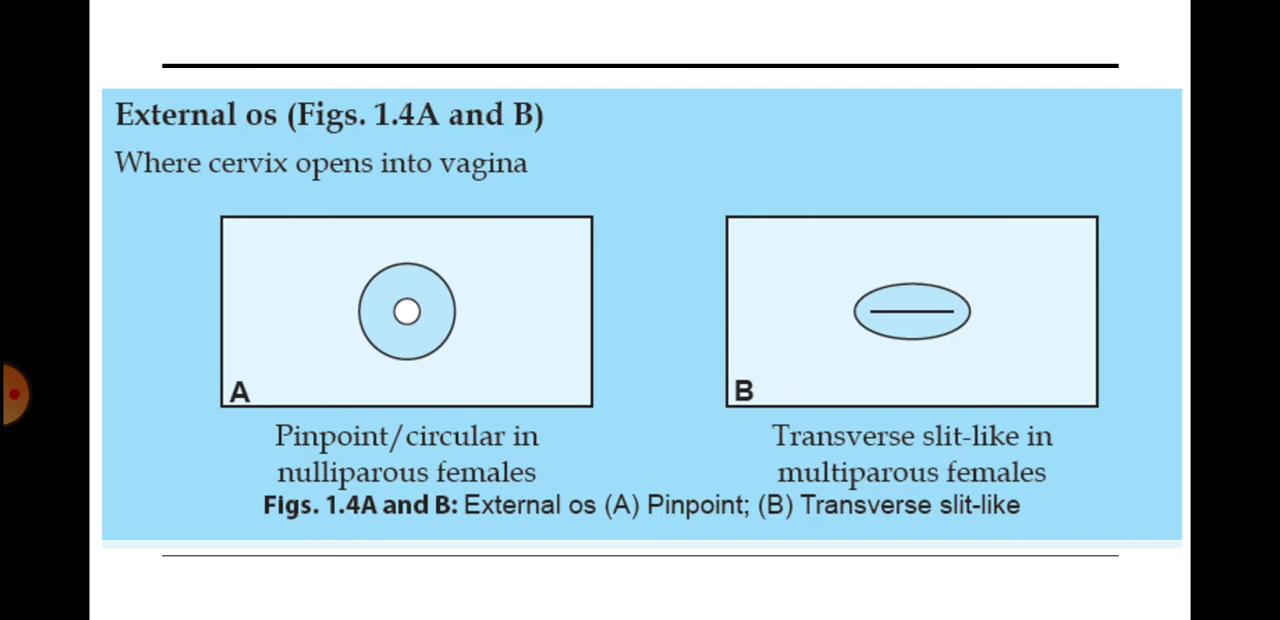 External os (Figs. 1.4A and B)
Where cervix opens into vagina
A
B
Pinpoint/circular in
nulliparous females
Transverse slit-like in
multiparous females
Figs. 1.4A and B: External os (A) Pinpoint; (B) Transverse slit-like